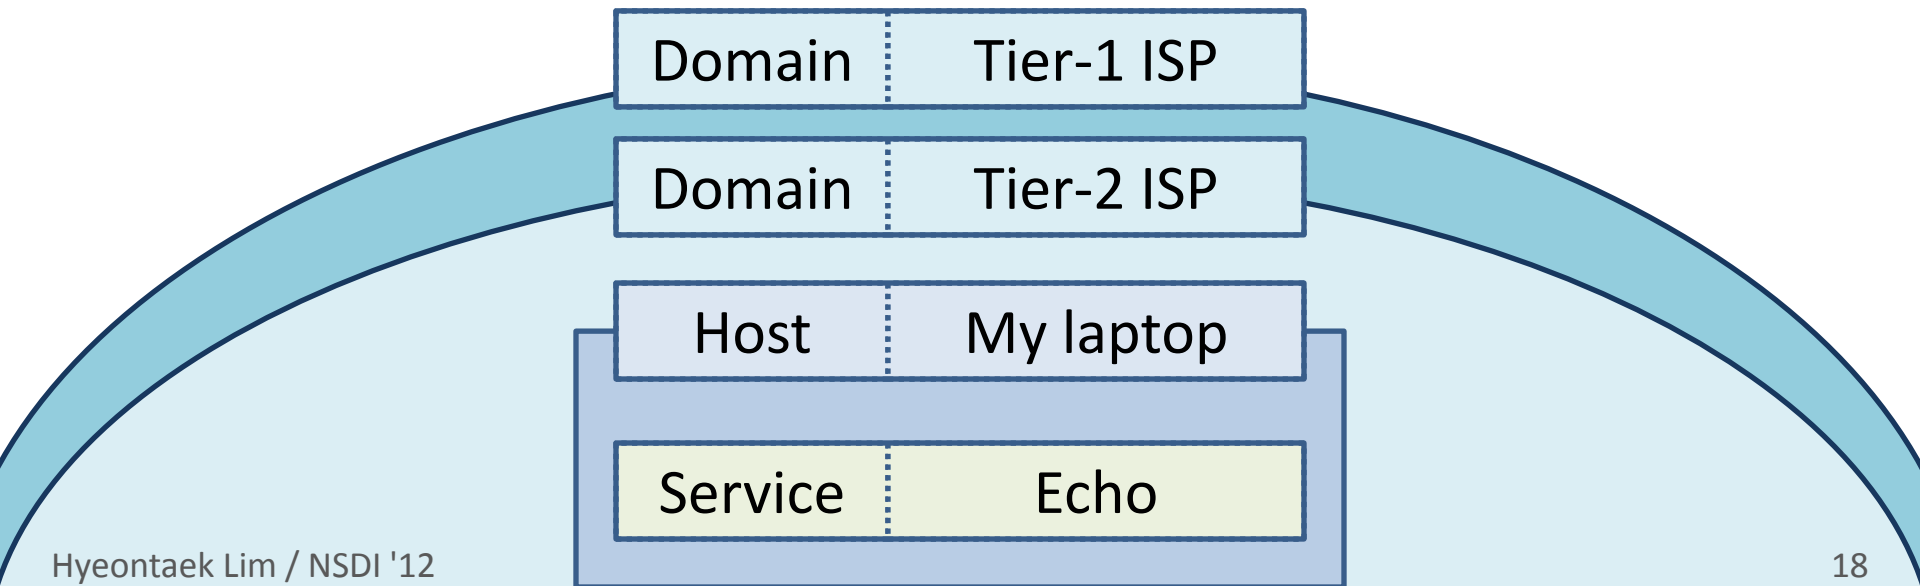 Domain Tier-1 ISP
Domain Tier-2 ISP
Host My laptop
Service Echo
Hyeontaek Lim / NSDI '12 18